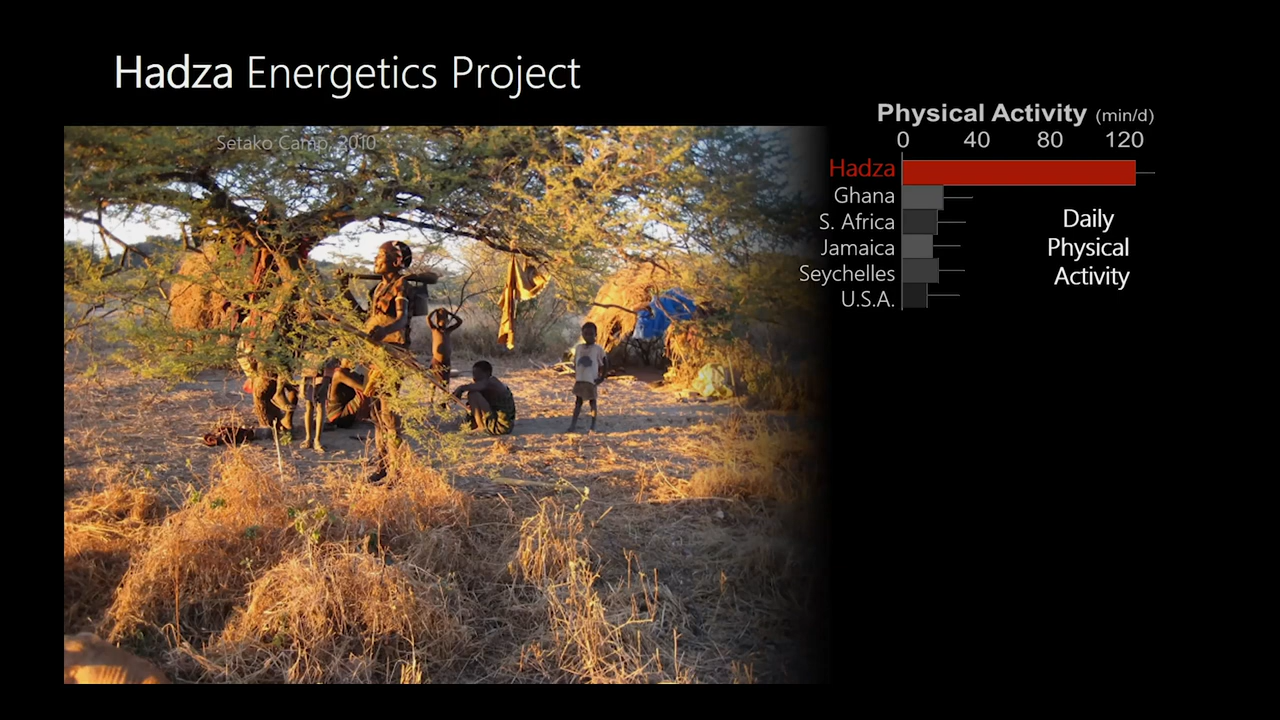 Hadza Energetics Project
Setako Camp, 2010
Physical Activity (min/d)
0 40 80 120
Hadza
Ghana
S. Africa
Jamaica
Seychelles
U.S.A.
Daily
Physical
Activity